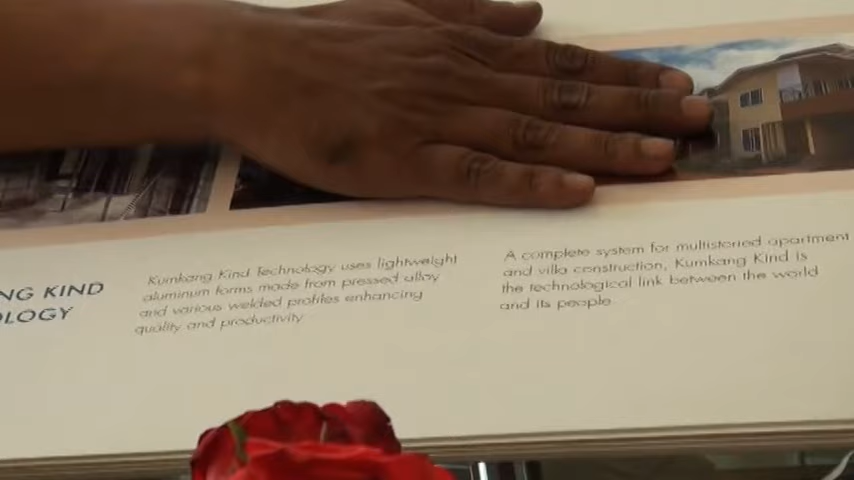 NG KIND
OLOGY
Kumkang Kind Technology uses lightweight
aluminum forms made from pressed alloy
and various welded profiles enhancing
quality and productivity
A complete system for multistoried apartment
and villa construction, Kumkang Kind is
the technological link between the world
and its people